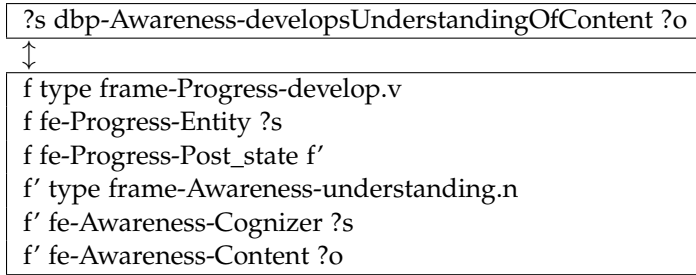 ?s dbp-Awareness-developsUnderstandingOfContent ?o
↕
f type frame-Progress-develop.v
f fe-Progress-Entity ?s
f fe-Progress-Post_state f’
f’ type frame-Awareness-understanding.n
f’ fe-Awareness-Cognizer ?s
f’ fe-Awareness-Content ?o